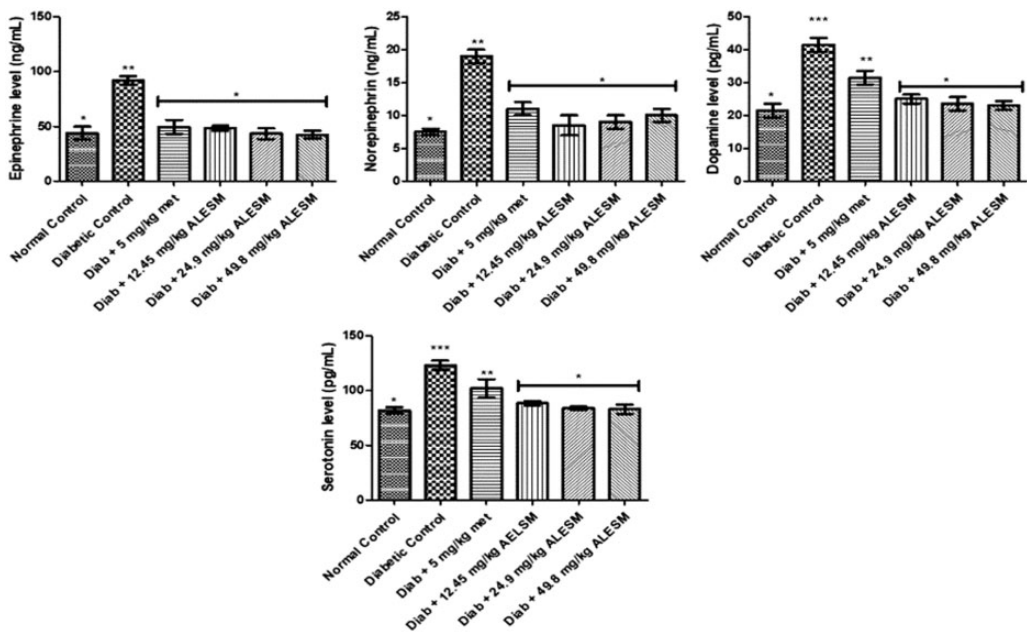 Epinephrine level (ng/mL)
150
100
50
0
*
**
*
Normal Control
Diabetic Control
Diab + 5 mg/kg met
Diab + 12.45 mg/kg ALESM
Diab + 24.9 mg/kg ALESM
Diab + 49.8 mg/kg ALESM
Norepinephrin (ng/mL)
25
20
15
10
5
0
*
**
*
Normal Control
Diabetic Control
Diab + 5 mg/kg met
Diab + 12.45 mg/kg ALESM
Diab + 24.9 mg/kg ALESM
Diab + 49.8 mg/kg ALESM
Dopamine level (pg/mL)
50
40
30
20
10
0
*
***
**
*
Normal Control
Diabetic Control
Diab + 5 mg/kg met
Diab + 12.45 mg/kg ALESM
Diab + 24.9 mg/kg ALESM
Diab + 49.8 mg/kg ALESM
Serotonin level (pg/mL)
150
100
50
0
*
***
**
*
Normal Control
Diabetic Control
Diab + 5 mg/kg met
Diab + 12.45 mg/kg AELSM
Diab + 24.9 mg/kg ALESM
Diab + 49.8 mg/kg ALESM